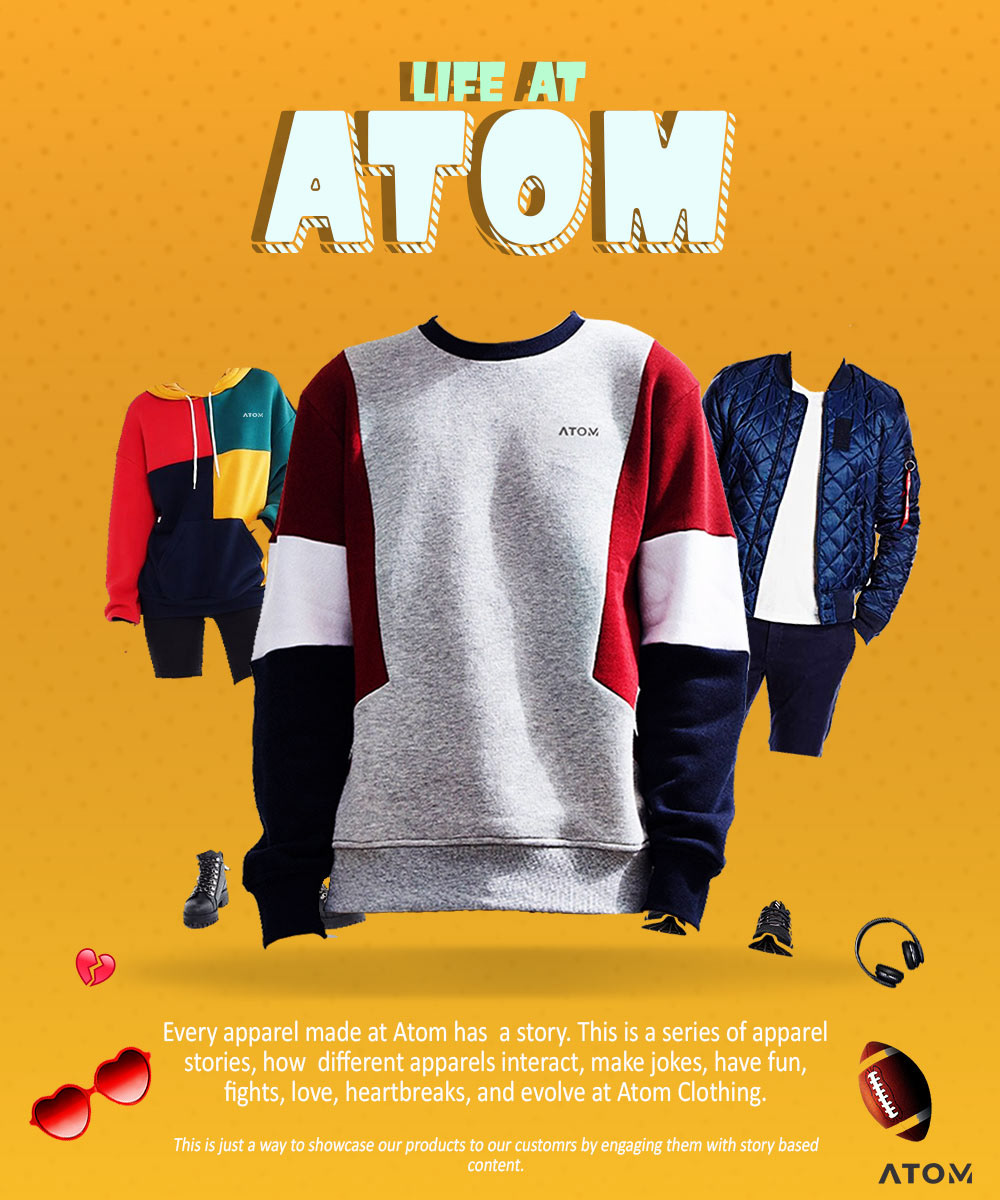 LIFE AT
ATOM
ATOM
ATOM
Every apparel made at Atom has a story. This is a series of apparel
stories, how different apparels interact, make jokes, have fun,
fights, love, heartbreaks, and evolve at Atom Clothing.
This is just a way to showcase our products to our customrs by engaging them with story based
content.
ATOM